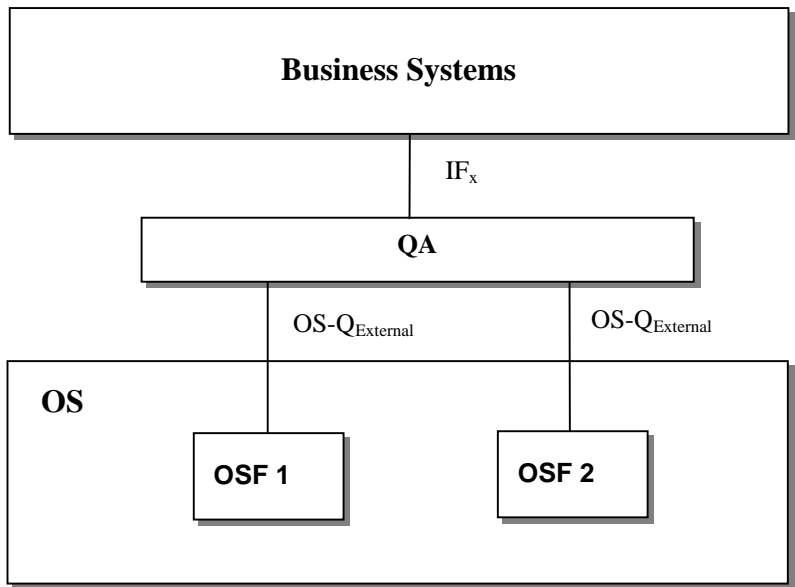 Business Systems
IFx
QA
OS-QExternal
OS-QExternal
OS
OSF 1
OSF 2